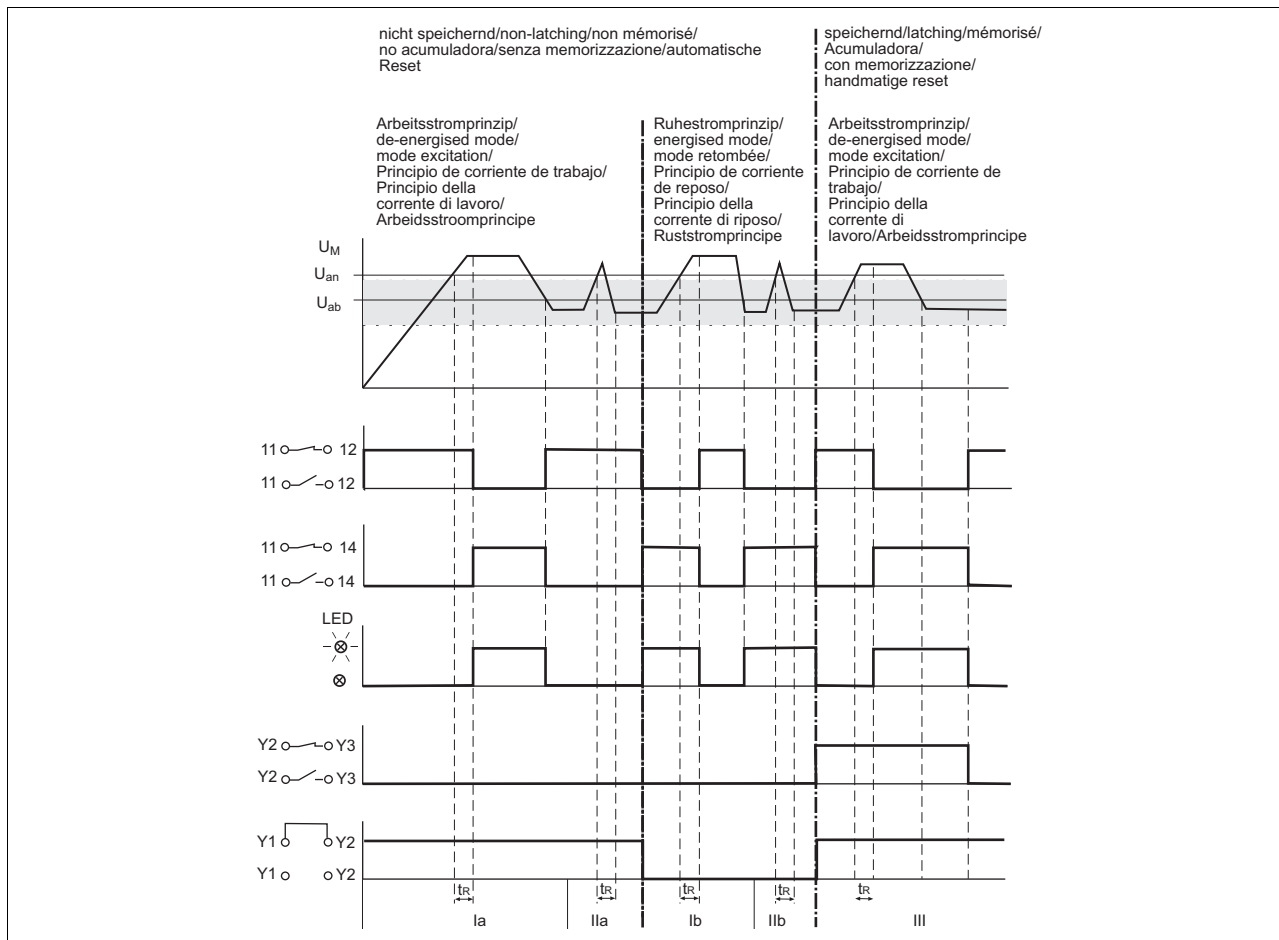 nicht speichernd/non-latching/non mémorisé/
no acumuladora/senza memorizzazione/automatische
Reset
speichernd/latching/mémorisé/
Acumuladora/
con memorizzazione/
handmatige reset
Arbeitsstromprinzip/
de-energised mode/
mode excitation/
Principio de corriente de trabajo/
Principio della
corrente di lavoro/
Arbeidsstroomprincipe
Ruhestromprinzip/
energised mode/
mode retombée/
Principio de corriente
de reposo/
Principio della
corrente di riposo/
Ruststromprincipe
Arbeitsstromprinzip/
de-energised mode/
mode excitation/
Principio de corriente de
trabajo/
Principio della
corrente di
lavoro/Arbeidsstromprincipe
UM
Uan
Uab
11 12
11 12
11 14
11 14
LED
Y2 Y3
Y2 Y3
Y1 Y2
Y1 Y2
tR tR tR tR tR
Ia IIa Ib IIb III